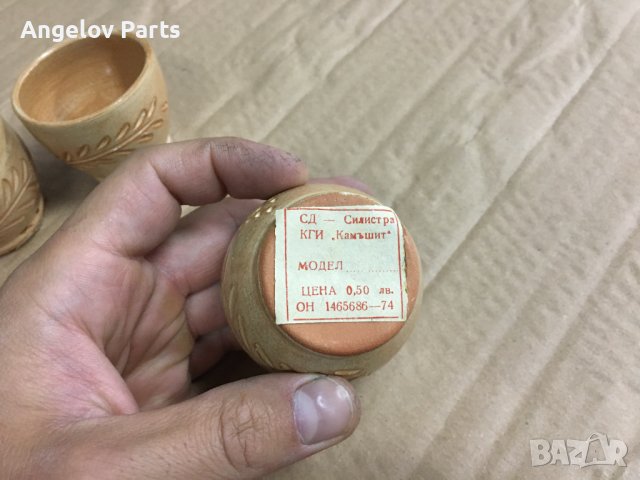 Angelov Parts
СД — Силистра
КГИ „Камъшит"
МОДЕЛ ..... ..........
ЦЕНА 0,50 лв.
ОН 1465686—74
BAZAR